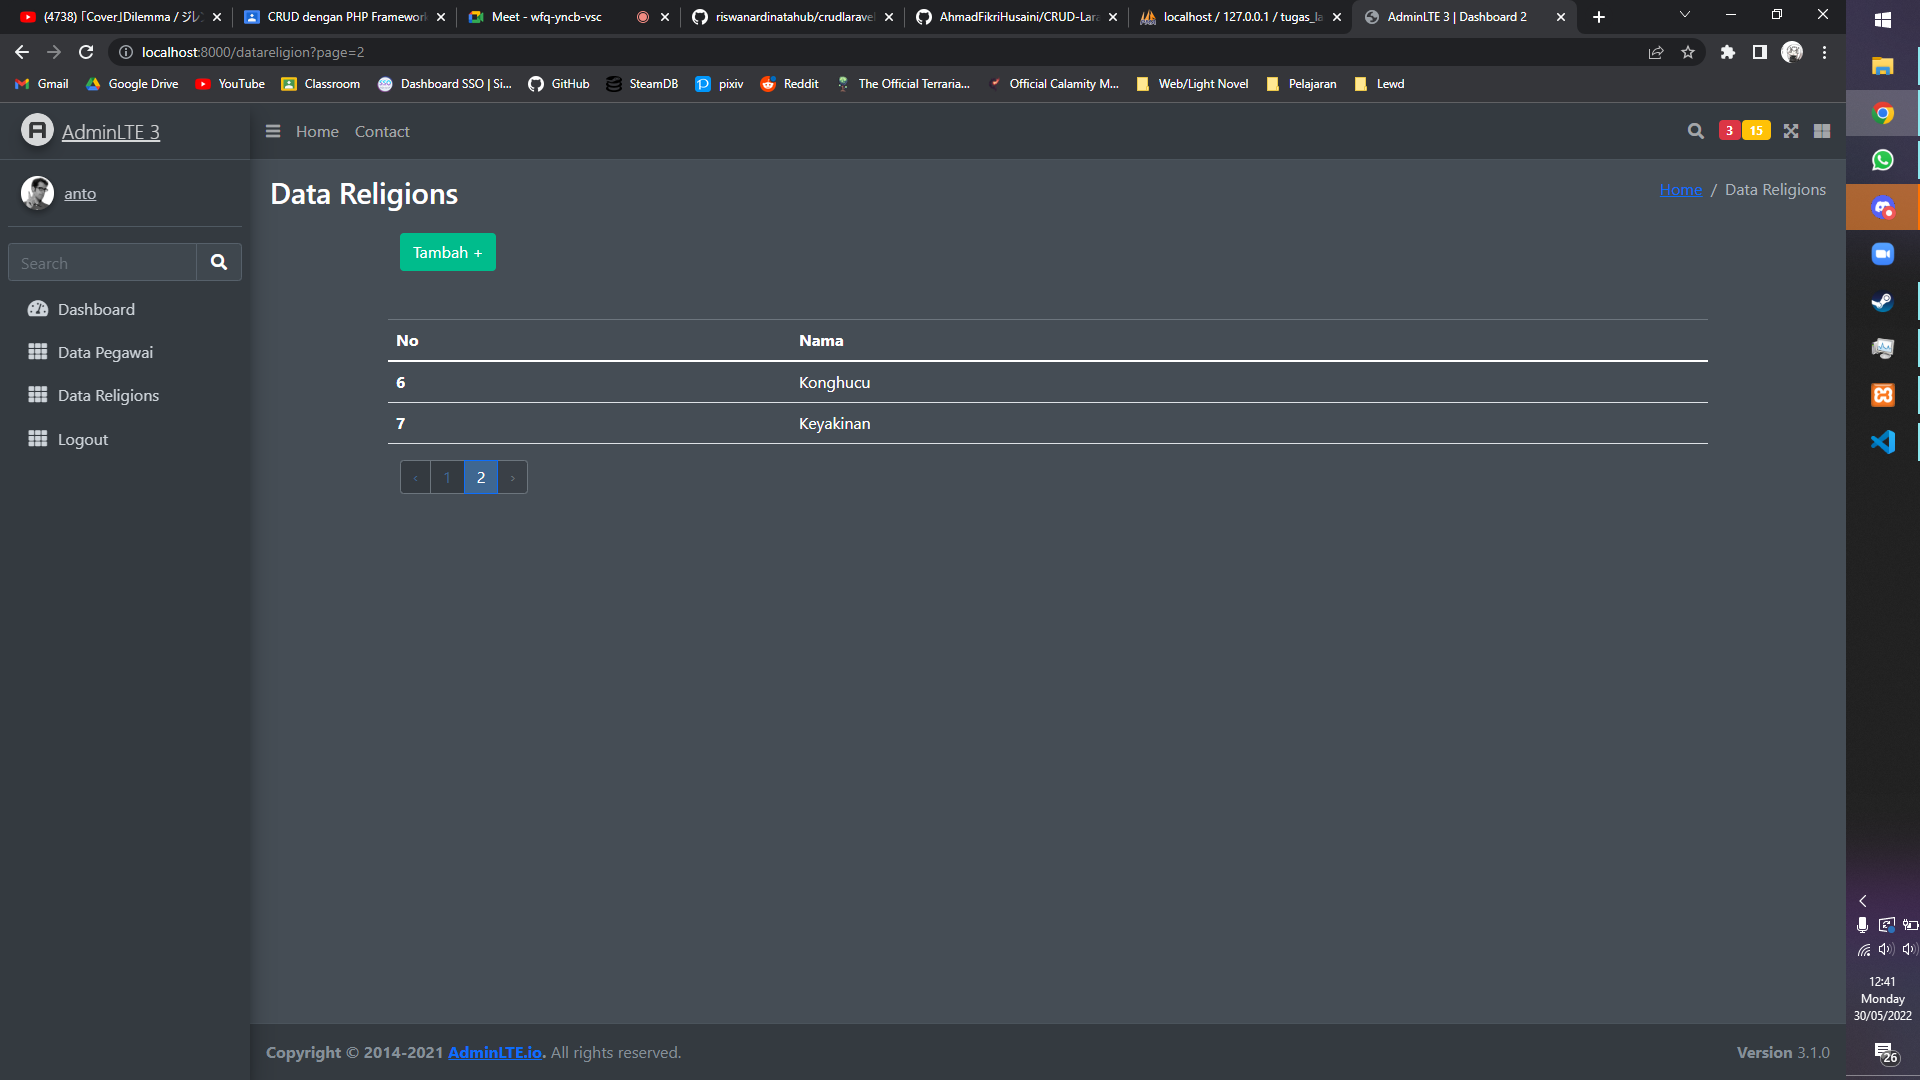 (4738) 「Cover」Dilemma / ジレン
CRUD dengan PHP Framework
Meet - wfq-yncb-vsc
riswanardinatahub/crudlaravel
AhmadFikriHusaini/CRUD-Lara
localhost / 127.0.0.1 / tugas_la
AdminLTE 3 | Dashboard 2
localhost:8000/datareligion?page=2
Gmail
Google Drive
YouTube
Classroom
Dashboard SSO | Si...
GitHub
SteamDB
pixiv
Reddit
The Official Terraria...
Official Calamity M...
Web/Light Novel
Pelajaran
Lewd
AdminLTE 3
Home
Contact
3
15
anto
Search
Dashboard
Data Pegawai
Data Religions
Logout
Data Religions
Home / Data Religions
Tambah +
No Nama
6 Konghucu
7 Keyakinan
‹ 1 2 ›
Copyright © 2014-2021 AdminLTE.io. All rights reserved.
Version 3.1.0
12:41
Monday
30/05/2022
26